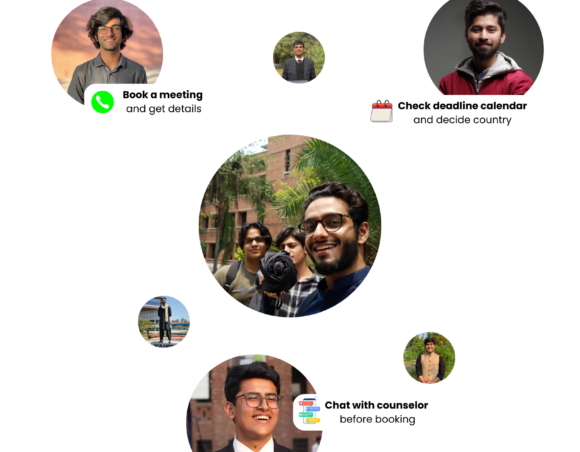 Book a meeting
and get details
Check deadline calendar
and decide country
Chat with counselor
before booking